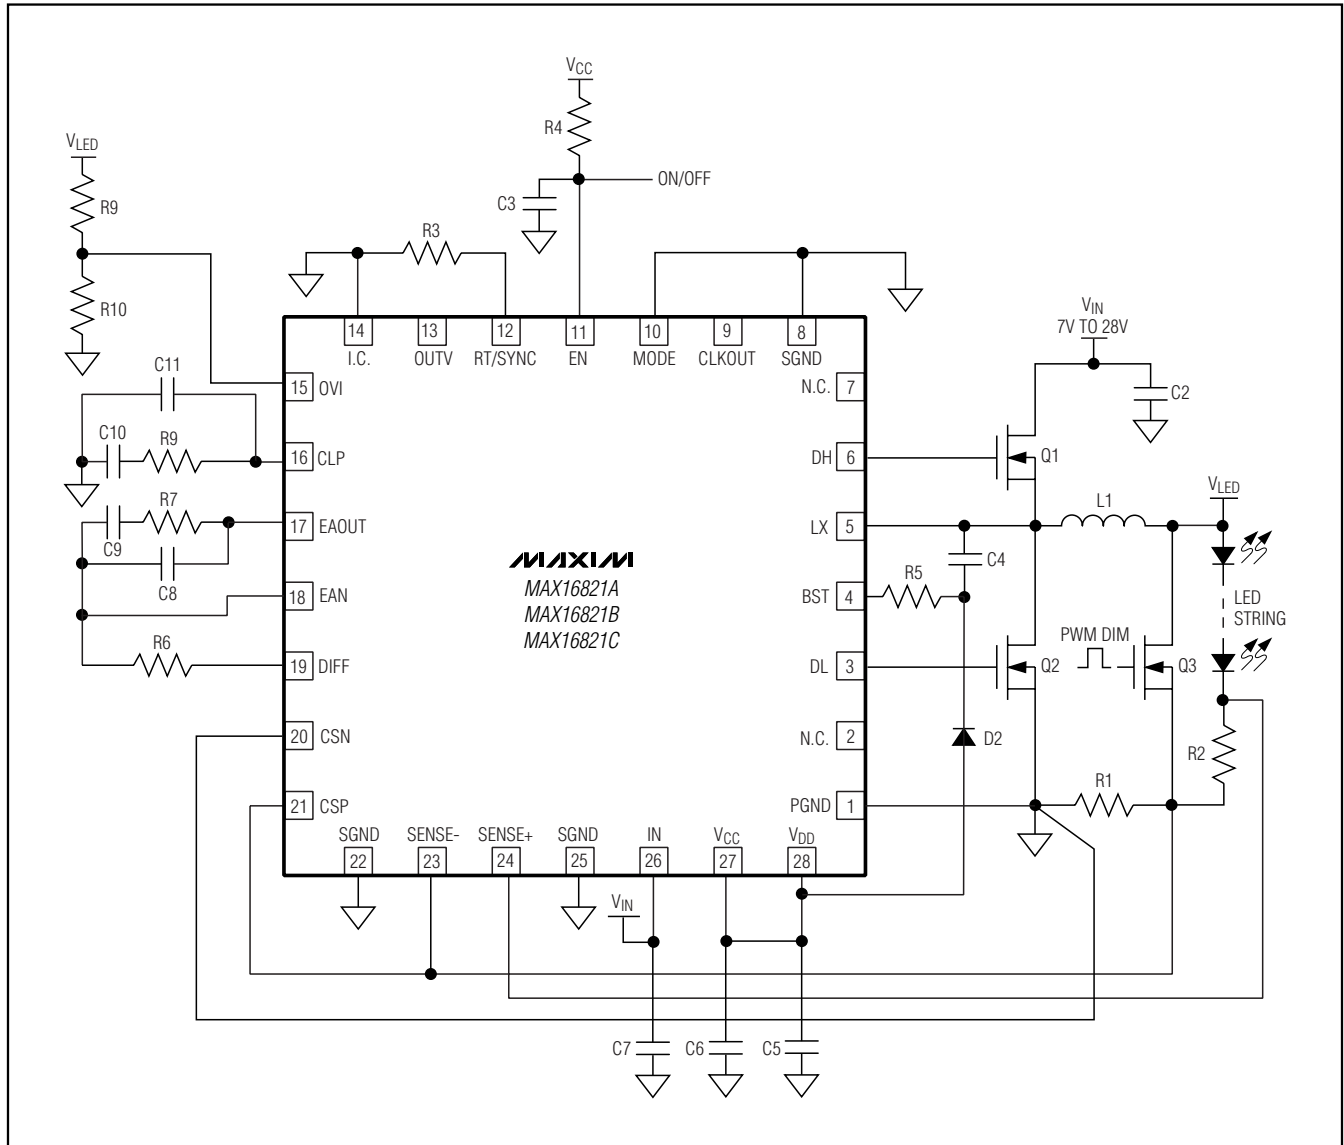 VCC
R4
VLED
ON/OFF
R9
C3
R3
R10
VIN
7V TO 28V
14
13
12
11
10
9
8
I.C.
OUTV
RT/SYNC
EN
MODE
CLKOUT
SGND
C11
15 OVI
N.C. 7
C2
C10
R9
16 CLP
DH 6
Q1
R7
VLED
17 EAOUT
LX 5
L1
C9
C4
MAXIM
C8
MAX16821A
R5
18 EAN
BST 4
LED
STRING
MAX16821B
PWM DIM
R6
MAX16821C
19 DIFF
DL 3
Q2
Q3
20 CSN
N.C. 2
D2
R2
R1
21 CSP
PGND 1
SGND
SENSE-
SENSE+
SGND
IN
VCC
VDD
22
23
24
25
26
27
28
VIN
C7
C6
C5